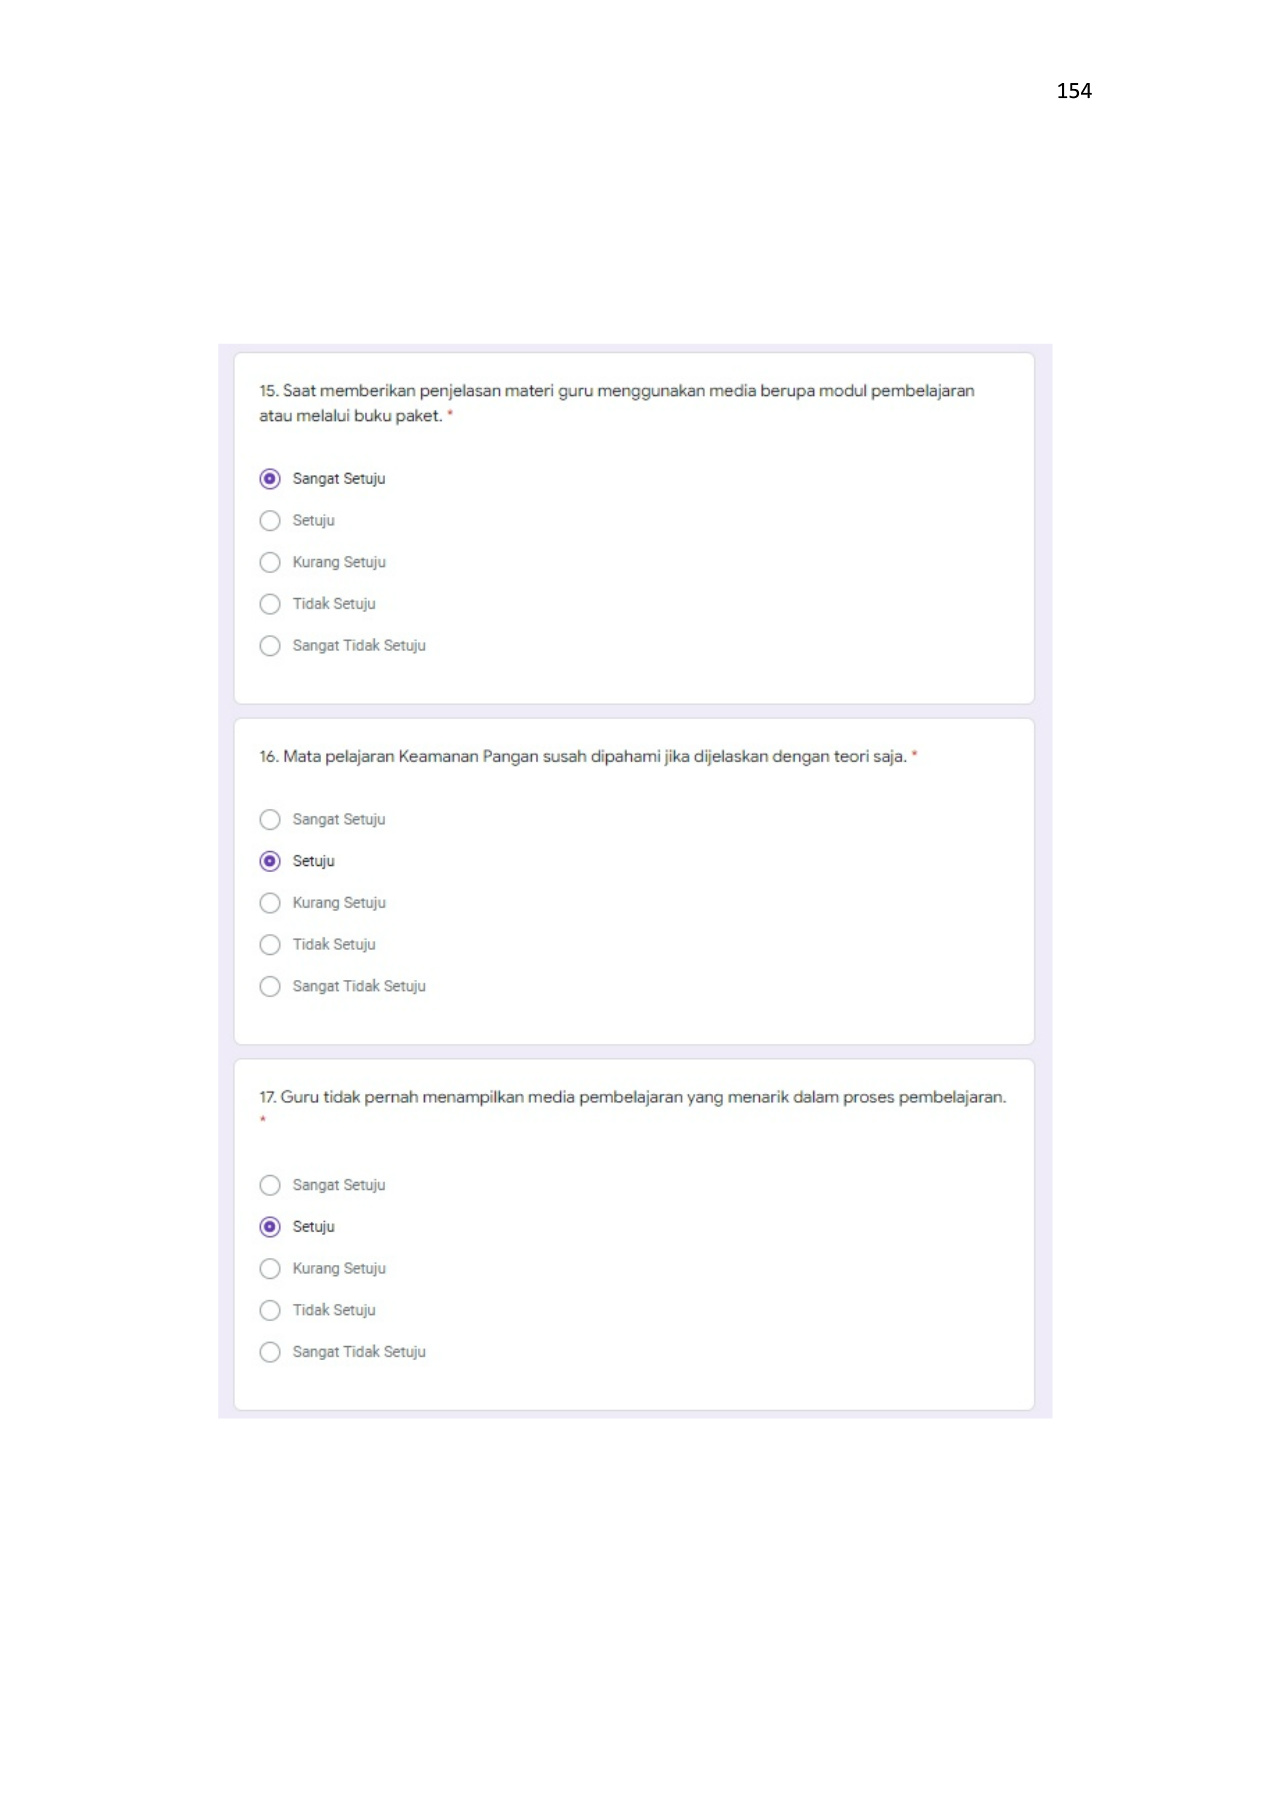 154
15. Saat memberikan penjelasan materi guru menggunakan media berupa modul pembelajaran
atau melalui buku paket. *
Sangat Setuju
Setuju
Kurang Setuju
Tidak Setuju
Sangat Tidak Setuju
16. Mata pelajaran Keamanan Pangan susah dipahami jika dijelaskan dengan teori saja. *
Sangat Setuju
Setuju
Kurang Setuju
Tidak Setuju
Sangat Tidak Setuju
17. Guru tidak pernah menampilkan media pembelajaran yang menarik dalam proses pembelajaran.
*
Sangat Setuju
Setuju
Kurang Setuju
Tidak Setuju
Sangat Tidak Setuju